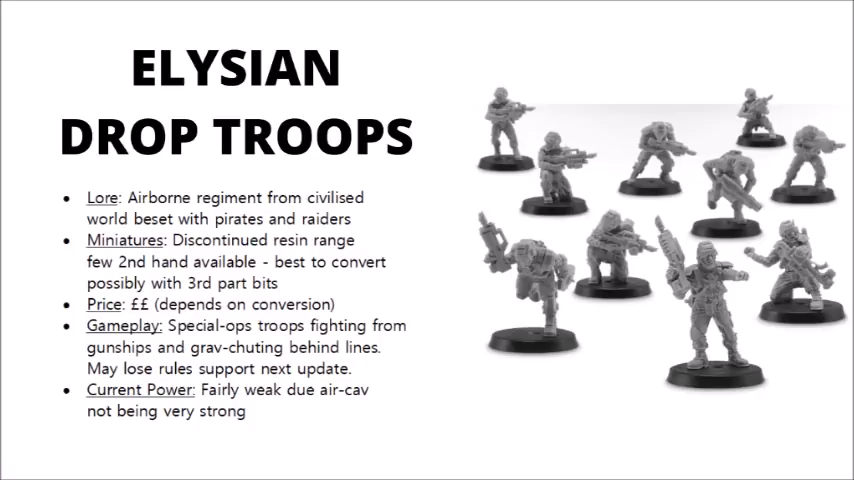 ELYSIAN
DROP TROOPS
• Lore: Airborne regiment from civilised
world beset with pirates and raiders
• Miniatures: Discontinued resin range
few 2nd hand available - best to convert
possibly with 3rd part bits
• Price: ££ (depends on conversion)
• Gameplay: Special-ops troops fighting from
gunships and grav-chuting behind lines.
May lose rules support next update.
• Current Power: Fairly weak due air-cav
not being very strong